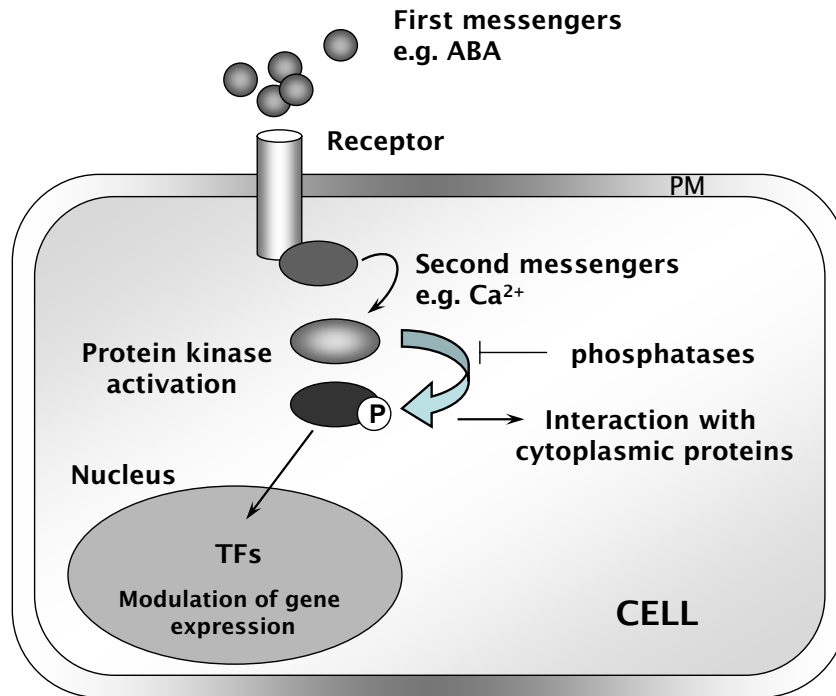 First messengers
e.g. ABA
Receptor
PM
Second messengers
e.g. Ca²⁺
Protein kinase
activation
phosphatases
P
Interaction with
cytoplasmic proteins
Nucleus
TFs
Modulation of gene
expression
CELL